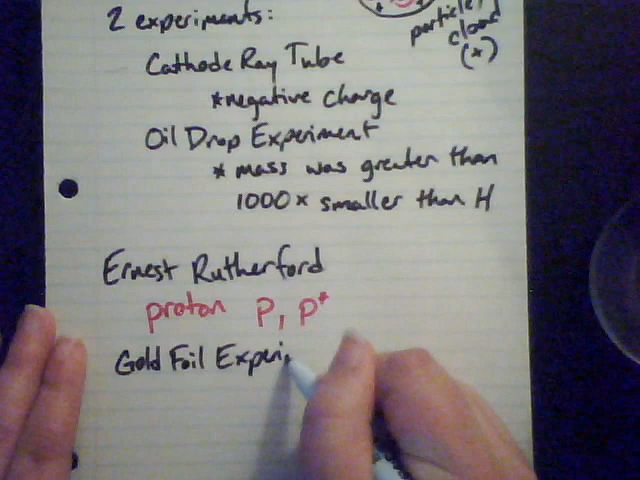 2 experiments:
particle,
cloud
(*)
Cathode Ray Tube
*negative charge
Oil Drop Experiment
* mass was greater than
1000x smaller than H
Ernest Rutherford
proton P, P⁺
Gold Foil Experi